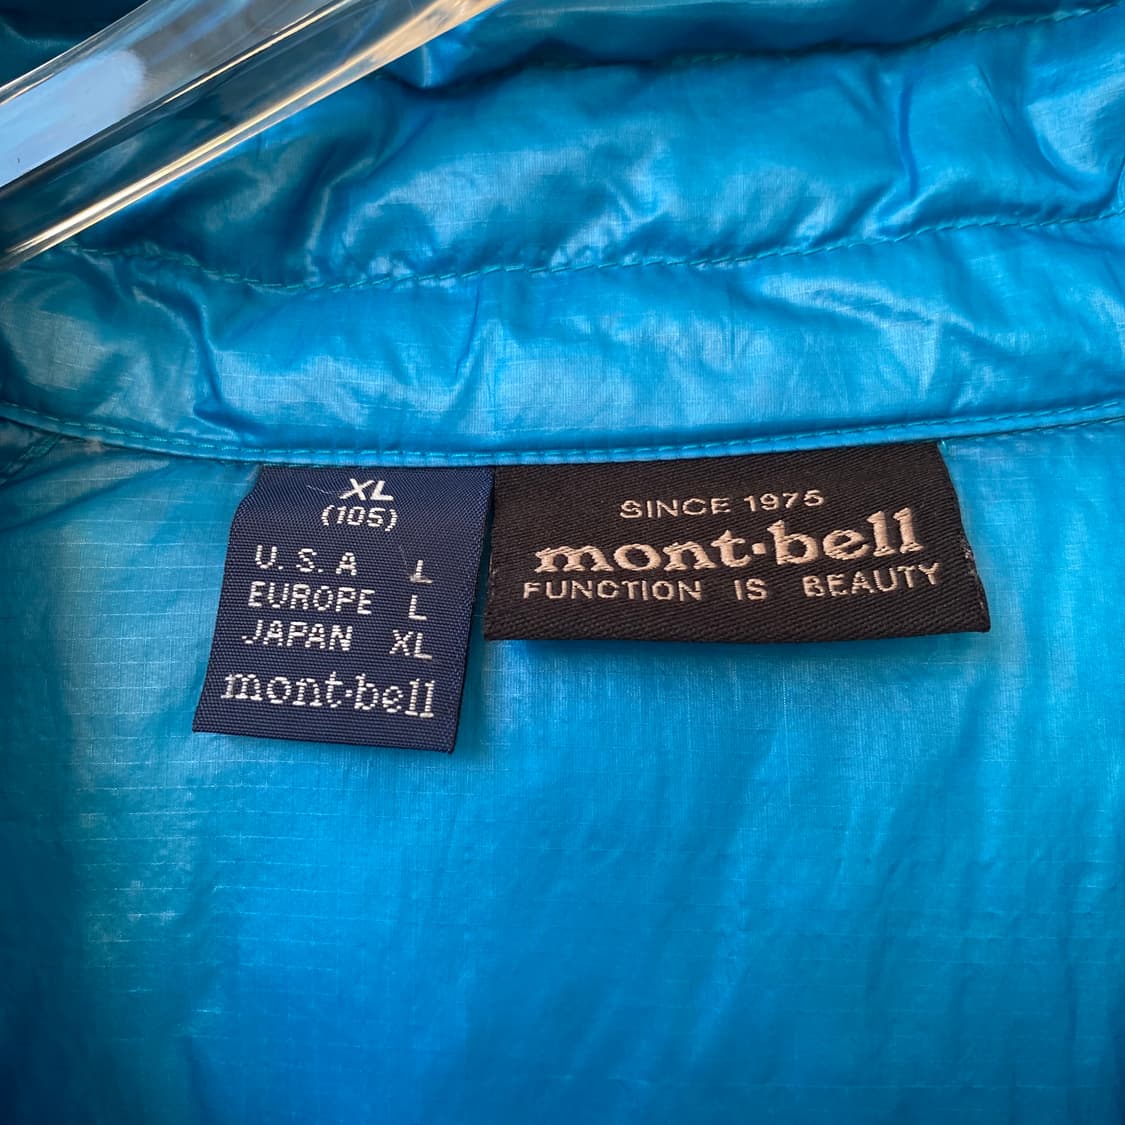 XL
(105)
U.S.A L
EUROPE L
JAPAN XL
mont·bell
SINCE 1975
mont·bell
FUNCTION IS BEAUTY